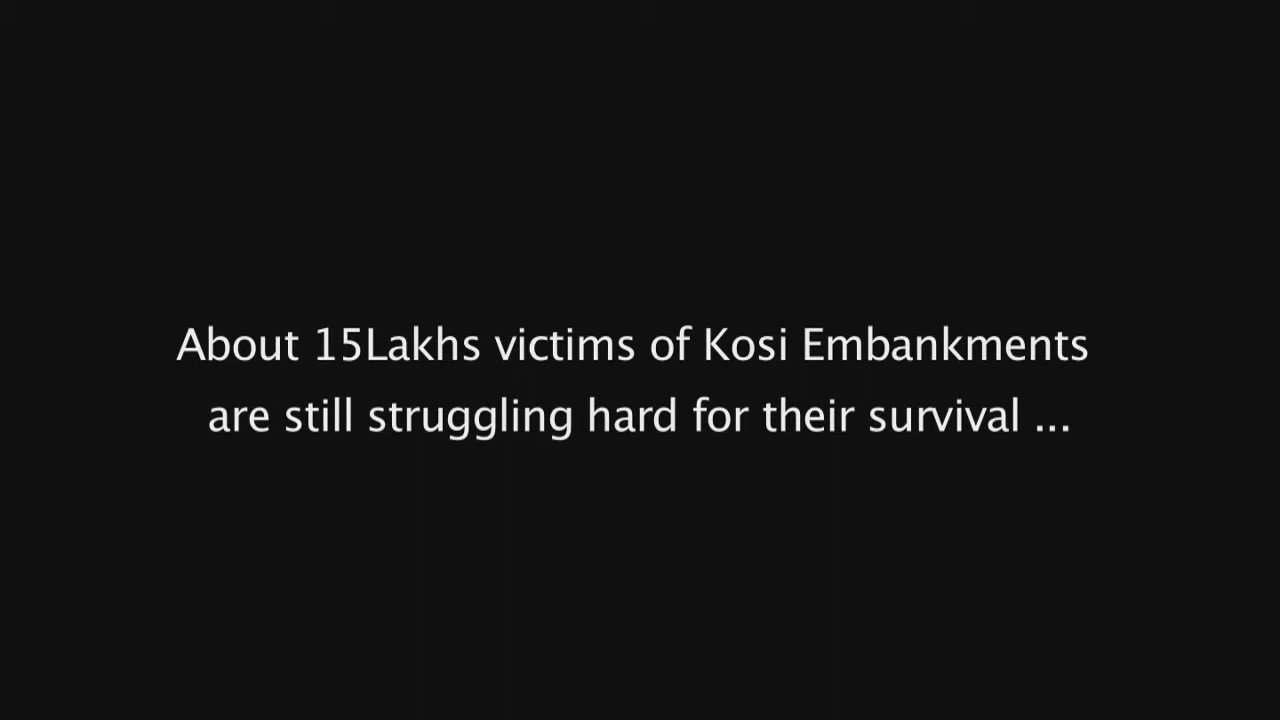 About 15Lakhs victims of Kosi Embankments
are still struggling hard for their survival ...